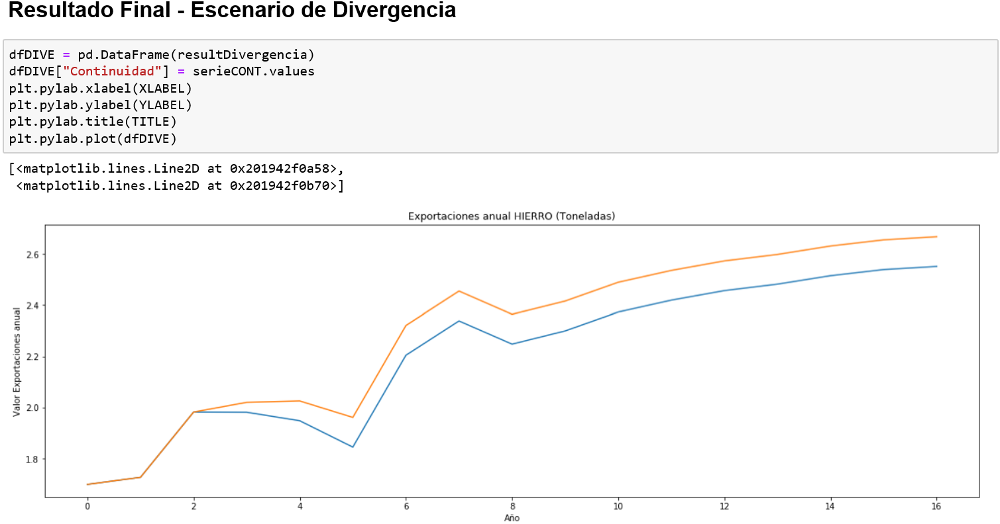 Resultado Final - Escenario de Divergencia
dfDIVE = pd.DataFrame(resultDivergencia)
dfDIVE["Continuidad"] = serieCONT.values
plt.pylab.xlabel(XLABEL)
plt.pylab.ylabel(YLABEL)
plt.pylab.title(TITLE)
plt.pylab.plot(dfDIVE)
[<matplotlib.lines.Line2D at 0x201942f0a58>,
<matplotlib.lines.Line2D at 0x201942f0b70>]
Exportaciones anual HIERRO (Toneladas)
Valor Exportaciones anual
2.6
2.4
2.2
2.0
1.8
0 2 4 6 8 10 12 14 16
Año